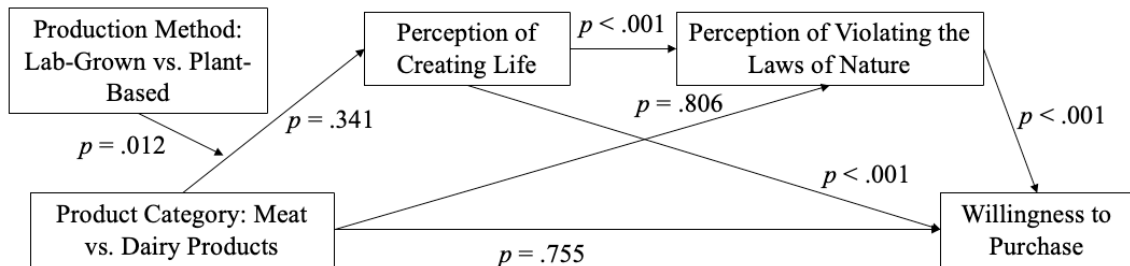 Production Method:
Lab-Grown vs. Plant-
Based
Perception of
Creating Life
p < .001
Perception of Violating the
Laws of Nature
p = .012
p = .341
p = .806
p < .001
p < .001
Product Category: Meat
vs. Dairy Products
p = .755
Willingness to
Purchase